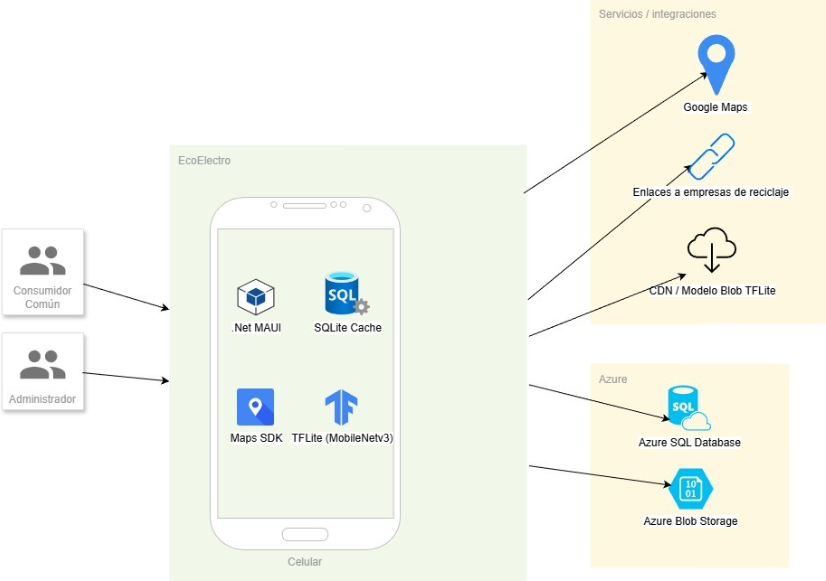 Servicios / integraciones
Google Maps
Enlaces a empresas de reciclaje
CDN / Modelo Blob TFLite
EcoElectro
Consumidor
Común
Administrador
.Net MAUI
SQL
SQLite Cache
Maps SDK
TFLite (MobileNetv3)
Celular
Azure
SQL
Azure SQL Database
10
01
Azure Blob Storage